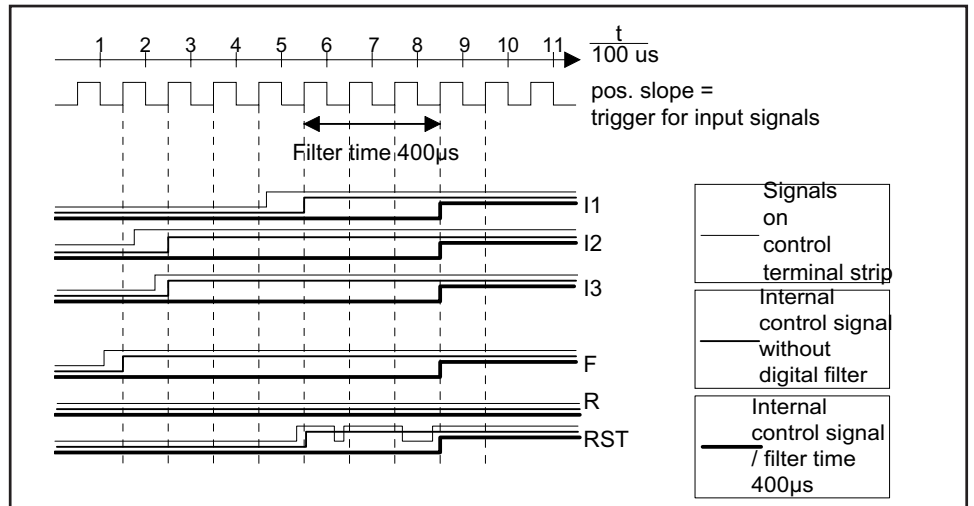 1 2 3 4 5 6 7 8 9 10 11
t
100 us
pos. slope =
trigger for input signals
Filter time 400µs
I1
I2
I3
F
R
RST
Signals
on
control
terminal strip
Internal
control signal
without
digital filter
Internal
control signal
/ filter time
400µs